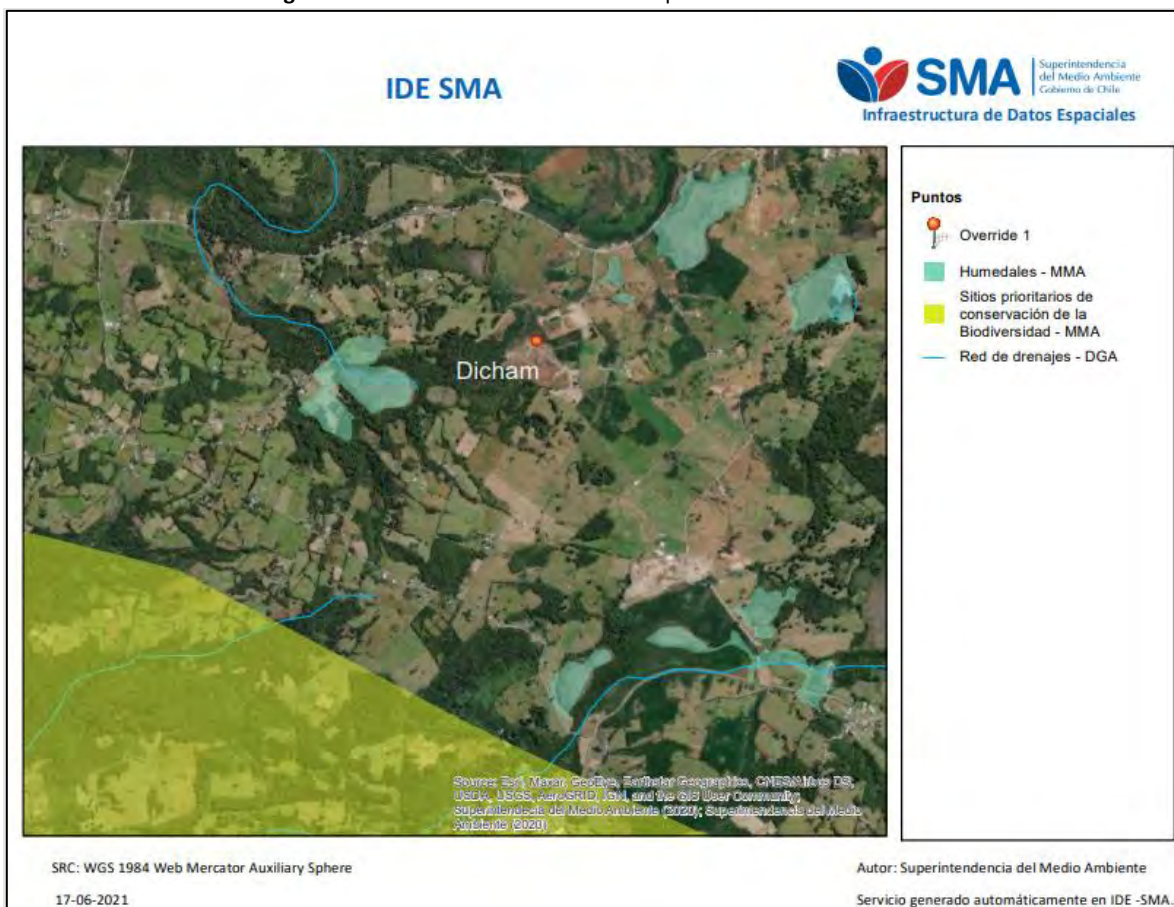 IDE SMA
SMA
Superintendencia
del Medio Ambiente
Gobierno de Chile
Infraestructura de Datos Espaciales
Dicham
Puntos
Override 1
Humedales - MMA
Sitios prioritarios de
conservación de la
Biodiversidad - MMA
Red de drenajes - DGA
Source: Esri, Maxar, GeoEye, Earthstar Geographics, CNES/Airbus DS,
USDA, USGS, AeroGRID, IGN, and the GIS User Community;
Superintendecia del Medio Ambiente (2020); Superintendencia del Medio
Ambiente (2020)
SRC: WGS 1984 Web Mercator Auxiliary Sphere
Autor: Superintendencia del Medio Ambiente
17-06-2021
Servicio generado automáticamente en IDE -SMA